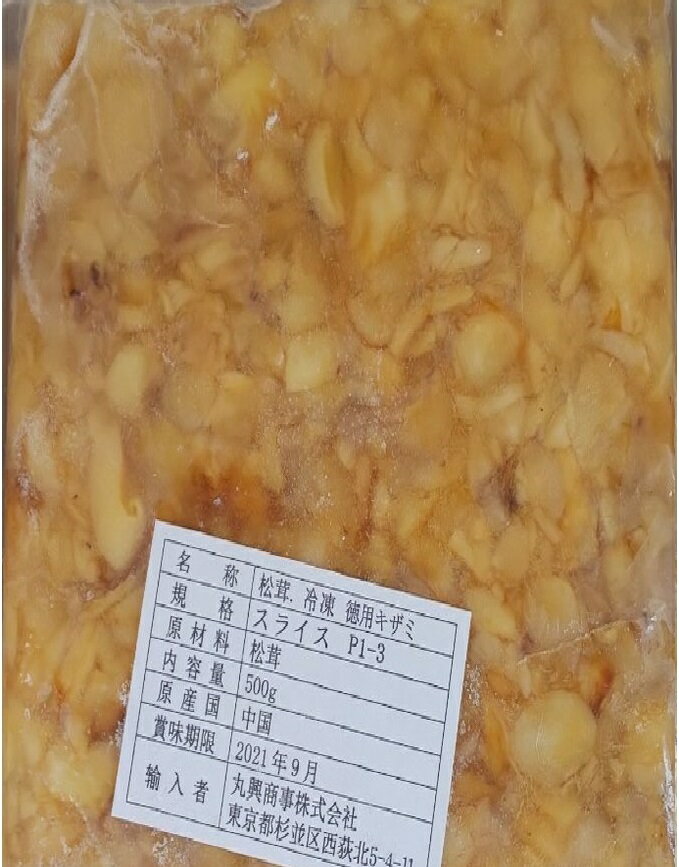 名 称 松茸. 冷凍 徳用キザミ
規 格 スライス P1-3
原材料 松茸
内容量 500g
原産国 中国
賞味期限 2021年9月
輸入者 丸興商事株式会社
東京都杉並区西荻北5-4-11